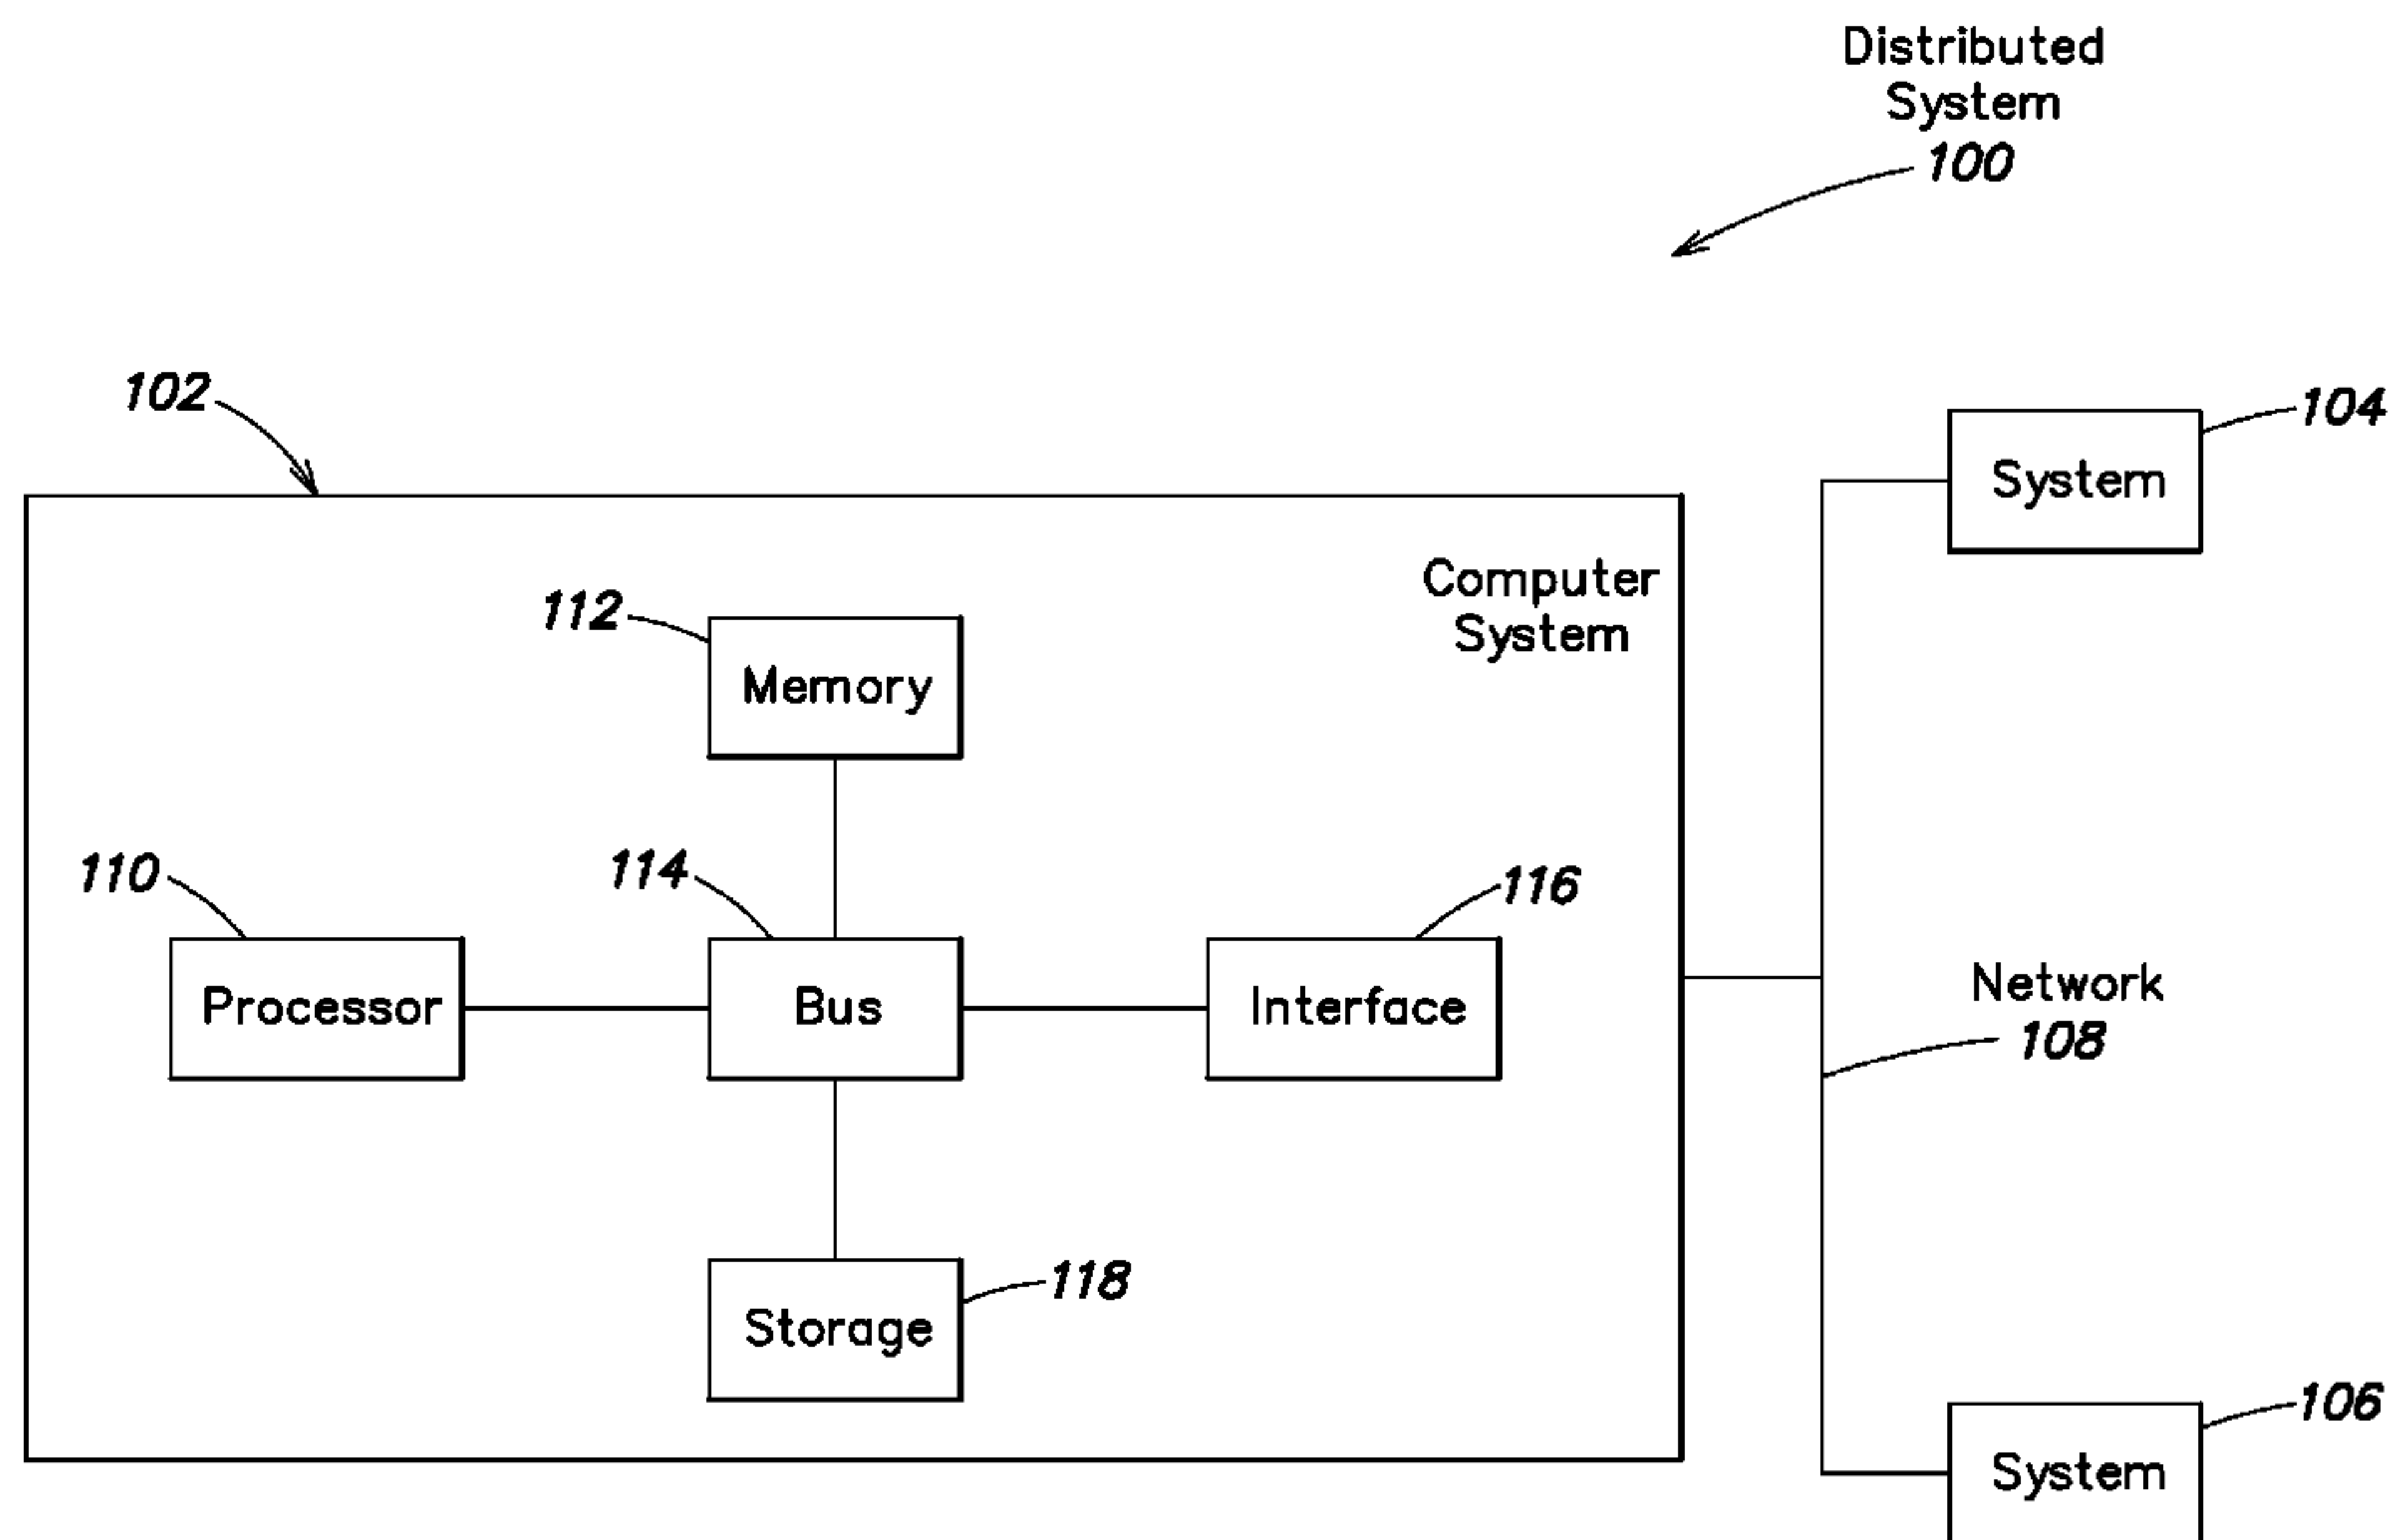 Distributed
System
100
102
104
System
Computer
System
112
Memory
110
114
116
Processor
Bus
Interface
Network
108
118
Storage
106
System